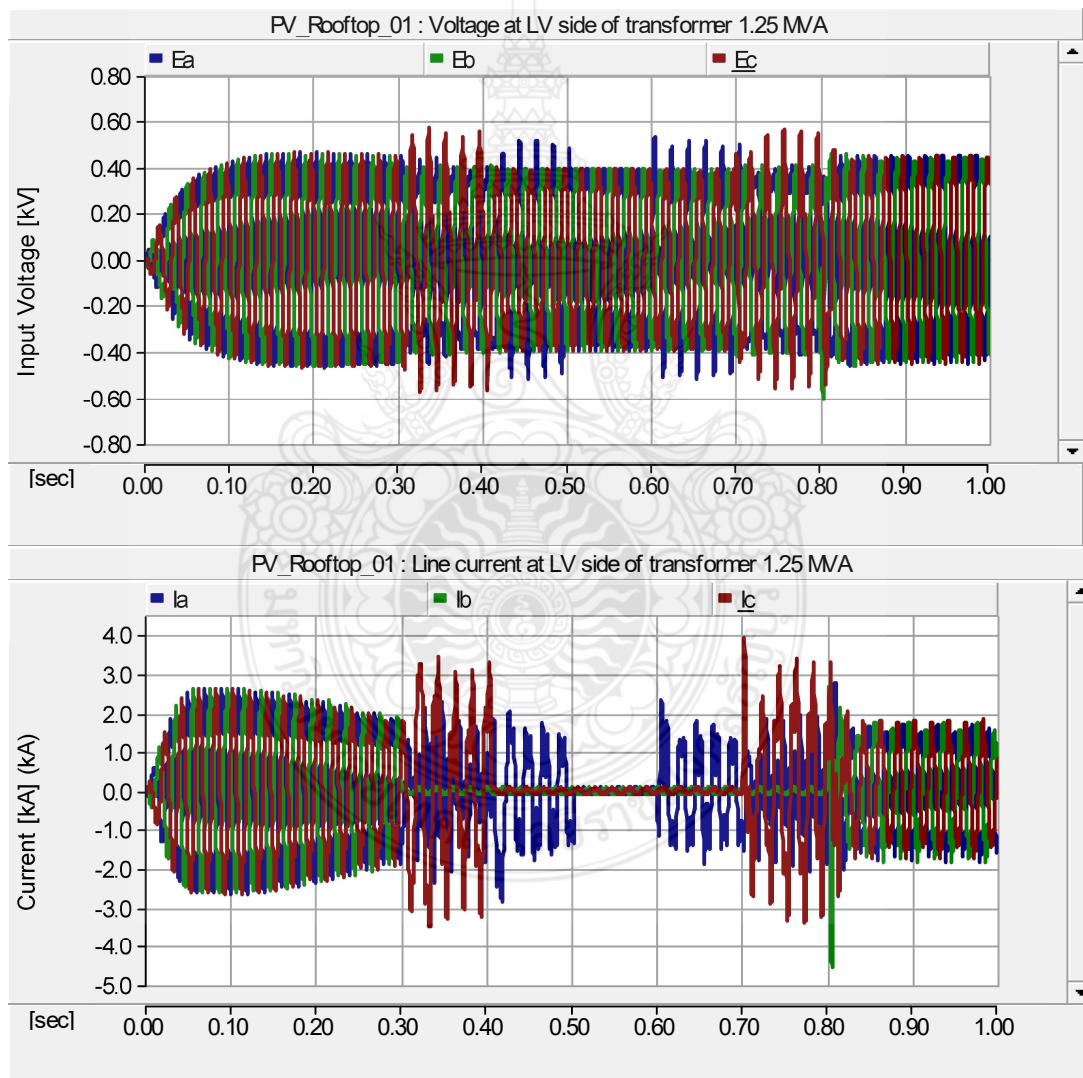 PV_Rooftop_01 : Voltage at LV side of transformer 1.25 MVA
Ea Eb Ec
0.80
0.60
0.40
0.20
0.00
-0.20
-0.40
-0.60
-0.80
Input Voltage [kV]
[sec] 0.00 0.10 0.20 0.30 0.40 0.50 0.60 0.70 0.80 0.90 1.00
PV_Rooftop_01 : Line current at LV side of transformer 1.25 MVA
Ia Ib Ic
4.0
3.0
2.0
1.0
0.0
-1.0
-2.0
-3.0
-4.0
-5.0
Current [kA] (kA)
[sec] 0.00 0.10 0.20 0.30 0.40 0.50 0.60 0.70 0.80 0.90 1.00